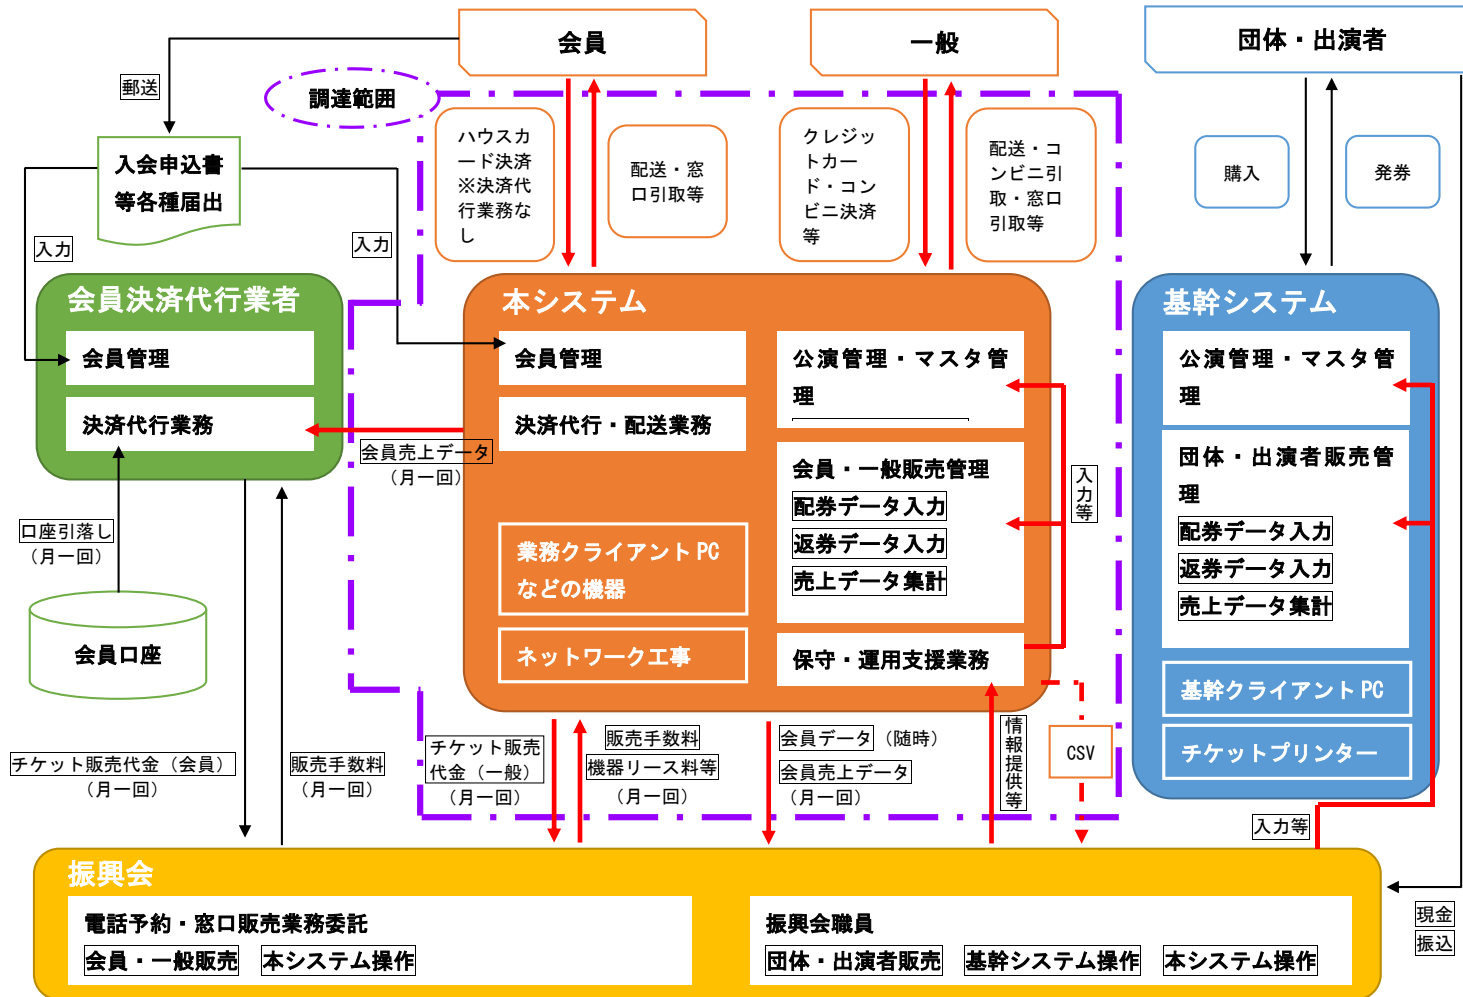 会員
一般
団体・出演者
郵送
調達範囲
ハウスカ
ード決済
※決済代
行業務な
し
配送・窓
口引取等
クレジッ
トカー
ド・コン
ビニ決済
等
配送・コ
ンビニ引
取・窓口
引取等
購入
発券
入会申込書
等各種届出
入力
入力
会員決済代行業者
会員管理
決済代行業務
本システム
会員管理
決済代行・配送業務
業務クライアントPC
などの機器
ネットワーク工事
公演管理・マスタ管
理
会員・一般販売管理
配券データ入力
返券データ入力
売上データ集計
保守・運用支援業務
入力等
基幹システム
公演管理・マスタ管
理
団体・出演者販売管
理
配券データ入力
返券データ入力
売上データ集計
基幹クライアントPC
チケットプリンター
会員売上データ
（月一回）
口座引落し
（月一回）
会員口座
チケット販売代金（会員）
（月一回）
販売手数料
（月一回）
チケット販売
代金（一般）
（月一回）
販売手数料
機器リース料等
（月一回）
会員データ（随時）
会員売上データ
（月一回）
情報提供等
CSV
入力等
現金
振込
振興会
電話予約・窓口販売業務委託
会員・一般販売 本システム操作
振興会職員
団体・出演者販売 基幹システム操作 本システム操作